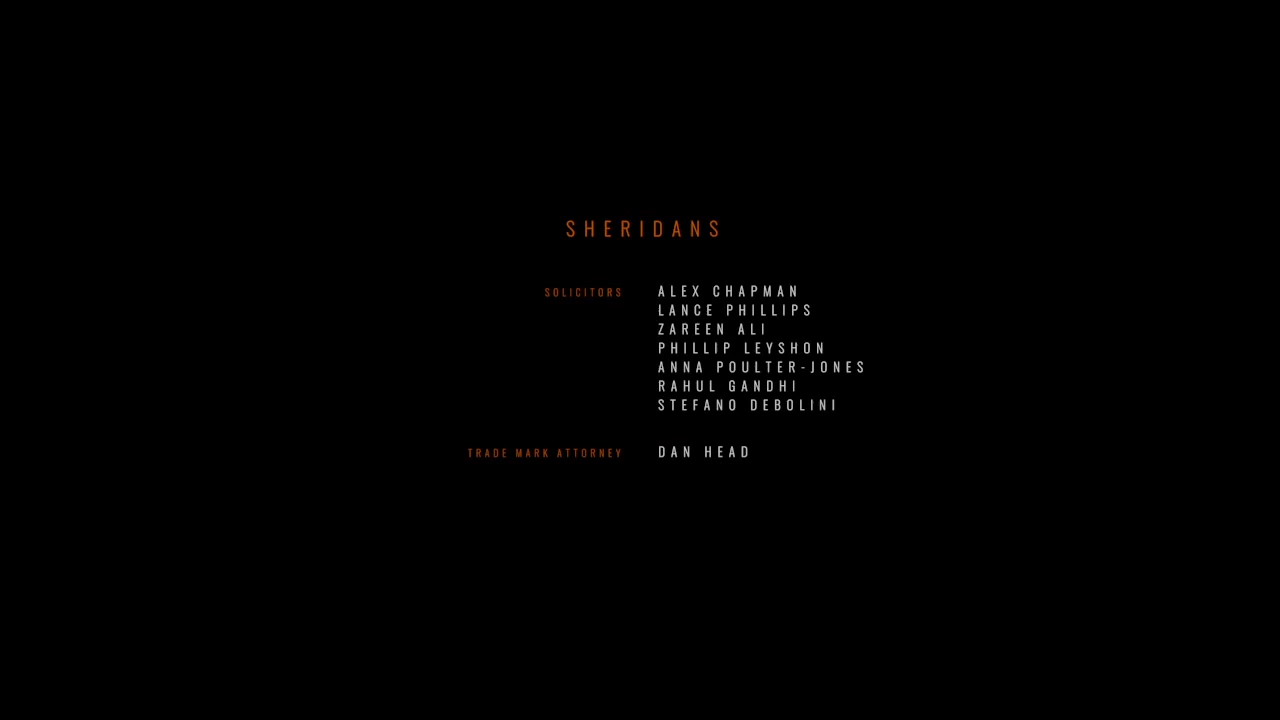 SHERIDANS
SOLICITORS ALEX CHAPMAN
LANCE PHILLIPS
ZAREEN ALI
PHILLIP LEYSHON
ANNA POULTER-JONES
RAHUL GANDHI
STEFANO DEBOLINI
TRADE MARK ATTORNEY DAN HEAD